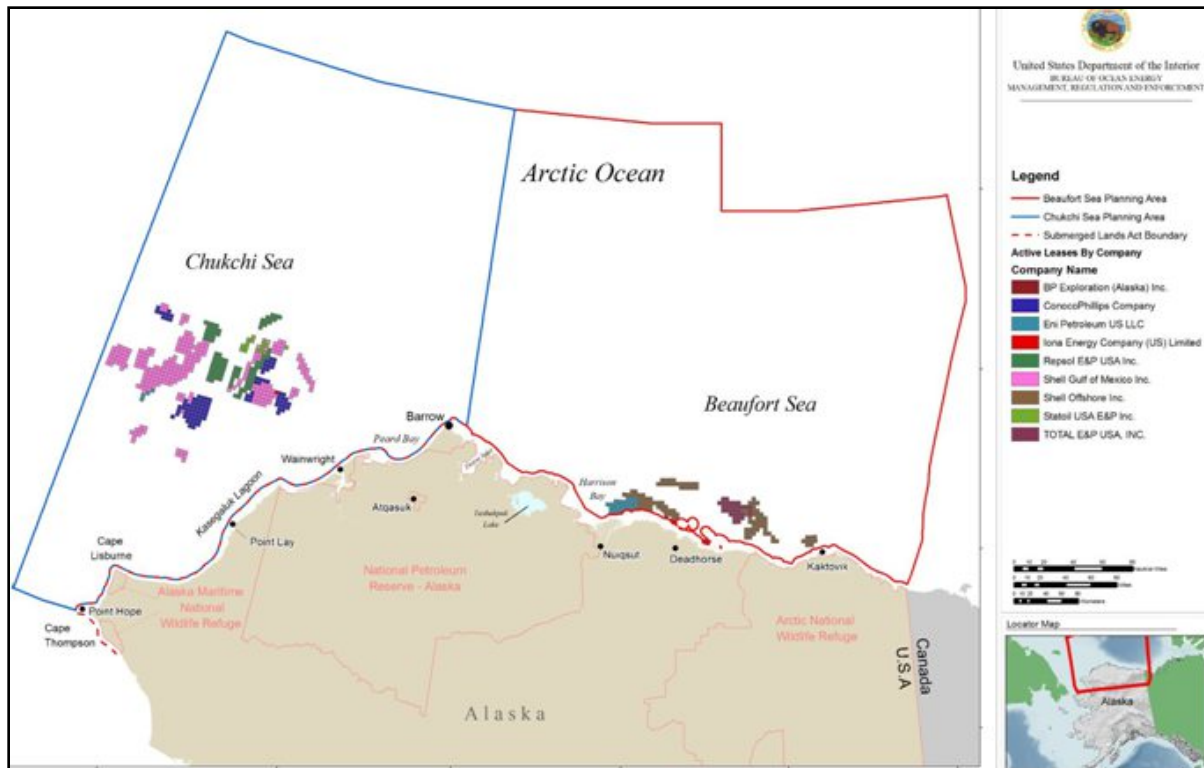 Arctic Ocean
Chukchi Sea
Beaufort Sea
Barrow
Peard Bay
Wainwright
Kasegaluk Lagoon
Atqasuk
Harrison
Bay
Teshekpuk
Lake
Point Lay
Cape
Lisburne
Nuiqsut
Deadhorse
Kaktovik
National Petroleum
Reserve - Alaska
Alaska Maritime
National
Wildlife Refuge
Point Hope
Cape
Thompson
Arctic National
Wildlife Refuge
Canada
U.S.A
Alaska
United States Department of the Interior
BUREAU OF OCEAN ENERGY
MANAGEMENT, REGULATION AND ENFORCEMENT
Legend
Beaufort Sea Planning Area
Chukchi Sea Planning Area
Submerged Lands Act Boundary
Active Leases By Company
Company Name
BP Exploration (Alaska) Inc.
ConocoPhillips Company
Eni Petroleum US LLC
Iona Energy Company (US) Limited
Repsol E&P USA Inc.
Shell Gulf of Mexico Inc.
Shell Offshore Inc.
Statoil USA E&P Inc.
TOTAL E&P USA, INC.
Locator Map
Alaska